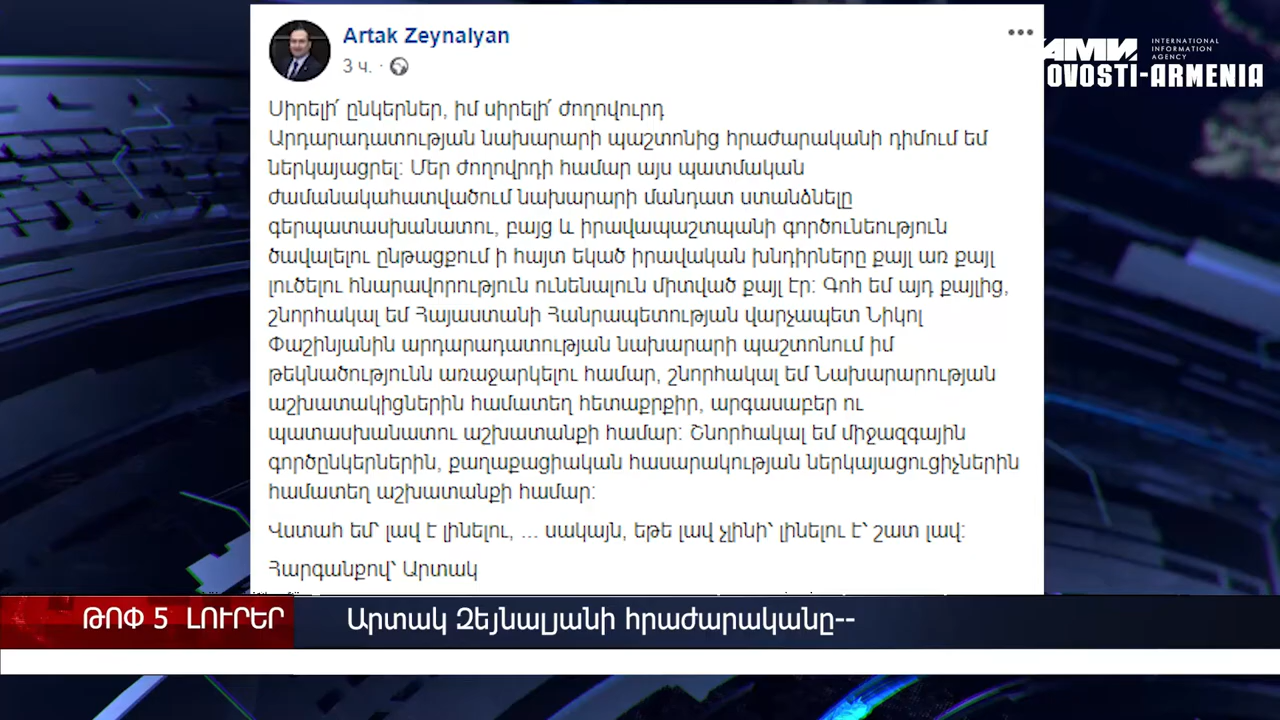 Artak Zeynalyan
3 ч. ·
INTERNATIONAL
INFORMATION
AGENCY
АМИ
NOVOSTI-ARMENIA
Սիրելի՛ ընկերներ, իմ սիրելի՛ ժողովուրդ
Արդարադատության նախարարի պաշտոնից հրաժարականի դիմում եմ
ներկայացրել: Մեր ժողովրդի համար այս պատմական
ժամանակահատվածում նախարարի մանդատ ստանձնելը
գերպատասխանատու, բայց և իրավապաշտպանի գործունեություն
ծավալելու ընթացքում ի հայտ եկած իրավական խնդիրները քայլ առ քայլ
լուծելու հնարավորություն ունենալուն միտված քայլ էր: Գոհ եմ այդ քայլից,
շնորհակալ եմ Հայաստանի Հանրապետության վարչապետ Նիկոլ
Փաշինյանին արդարադատության նախարարի պաշտոնում իմ
թեկնածությունն առաջարկելու համար, շնորհակալ եմ Նախարարության
աշխատակիցներին համատեղ հետաքրքիր, արգասաբեր ու
պատասխանատու աշխատանքի համար: Շնորհակալ եմ միջազգային
գործընկերներին, քաղաքացիական հասարակության ներկայացուցիչներին
համատեղ աշխատանքի համար:
Վստահ եմ՝ լավ է լինելու, ... սակայն, եթե լավ չլինի՝ լինելու է՝ շատ լավ:
Հարգանքով՝ Արտակ
ԹՈՓ 5 ԼՈՒՐԵՐ
Արտակ Զեյնալյանի հրաժարականը--